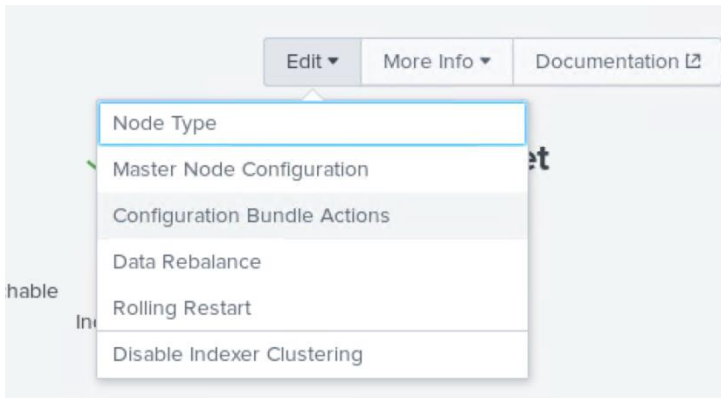 Edit ▾ More Info ▾ Documentation
Node Type
et
Master Node Configuration
Configuration Bundle Actions
Data Rebalance
hable
Rolling Restart
In
Disable Indexer Clustering